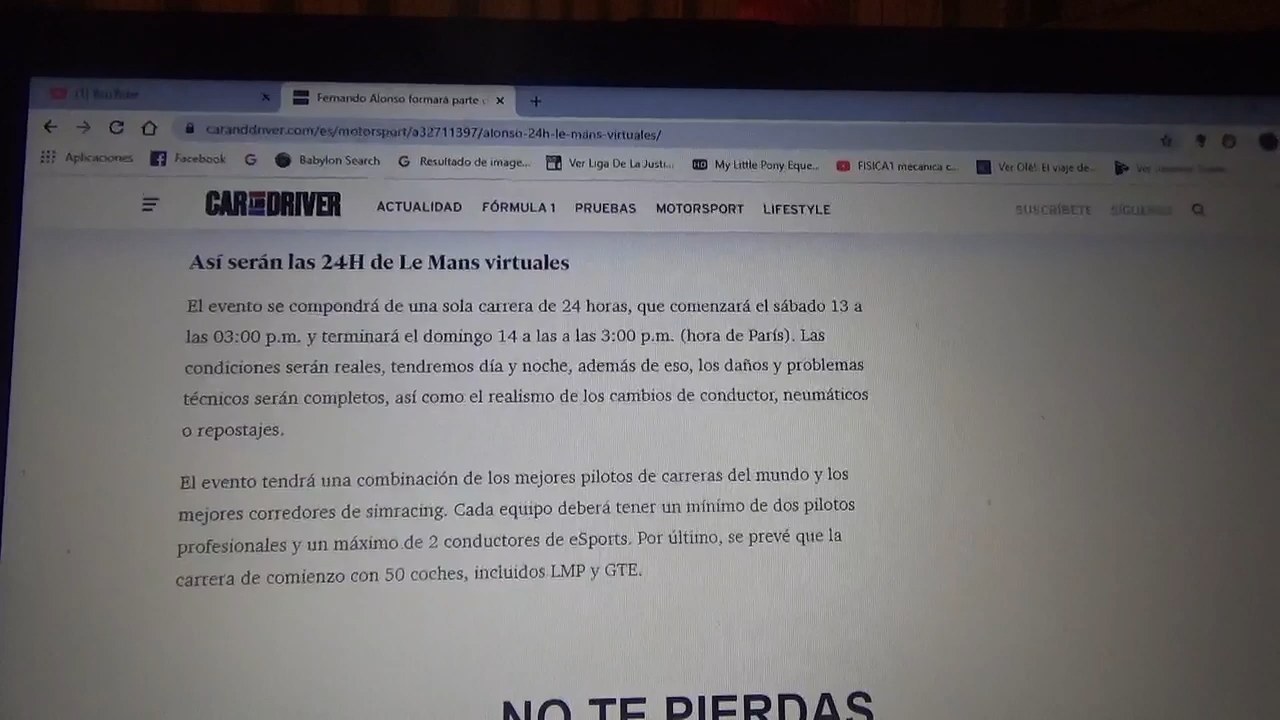 (1) YouTube
Fernando Alonso formará parte
caranddriver.com/es/motorsport/a32711397/alonso-24h-le-mans-virtuales/
Aplicaciones Facebook Babylon Search Resultado de image... Ver Liga De La Justi... My Little Pony Eque... FISICA1 mecanica c... Ver Olé! El viaje de... Ver
CAR AND DRIVER ACTUALIDAD FÓRMULA 1 PRUEBAS MOTORSPORT LIFESTYLE SUSCRÍBETE SÍGUENOS
Así serán las 24H de Le Mans virtuales
El evento se compondrá de una sola carrera de 24 horas, que comenzará el sábado 13 a
las 03:00 p.m. y terminará el domingo 14 a las a las 3:00 p.m. (hora de París). Las
condiciones serán reales, tendremos día y noche, además de eso, los daños y problemas
técnicos serán completos, así como el realismo de los cambios de conductor, neumáticos
o repostajes.
El evento tendrá una combinación de los mejores pilotos de carreras del mundo y los
mejores corredores de simracing. Cada equipo deberá tener un mínimo de dos pilotos
profesionales y un máximo de 2 conductores de eSports. Por último, se prevé que la
carrera de comienzo con 50 coches, incluidos LMP y GTE.
NO TE PIERDAS